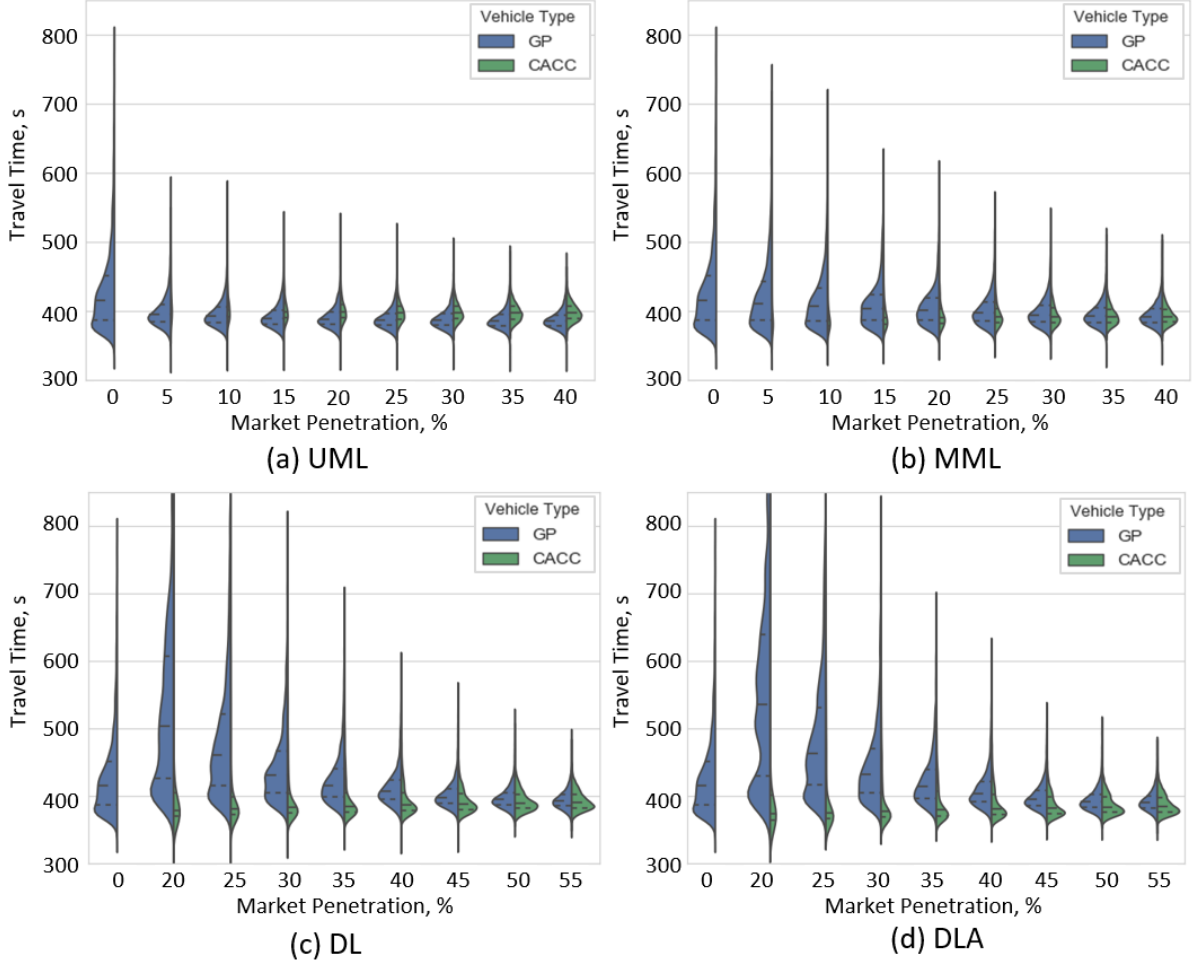 Vehicle Type
GP
CACC
800
700
600
500
400
300
Travel Time, s
0 5 10 15 20 25 30 35 40
Market Penetration, %
(a) UML
Vehicle Type
GP
CACC
800
700
600
500
400
300
Travel Time, s
0 5 10 15 20 25 30 35 40
Market Penetration, %
(b) MML
Vehicle Type
GP
CACC
800
700
600
500
400
300
Travel Time, s
0 20 25 30 35 40 45 50 55
Market Penetration, %
(c) DL
Vehicle Type
GP
CACC
800
700
600
500
400
300
Travel Time, s
0 20 25 30 35 40 45 50 55
Market Penetration, %
(d) DLA